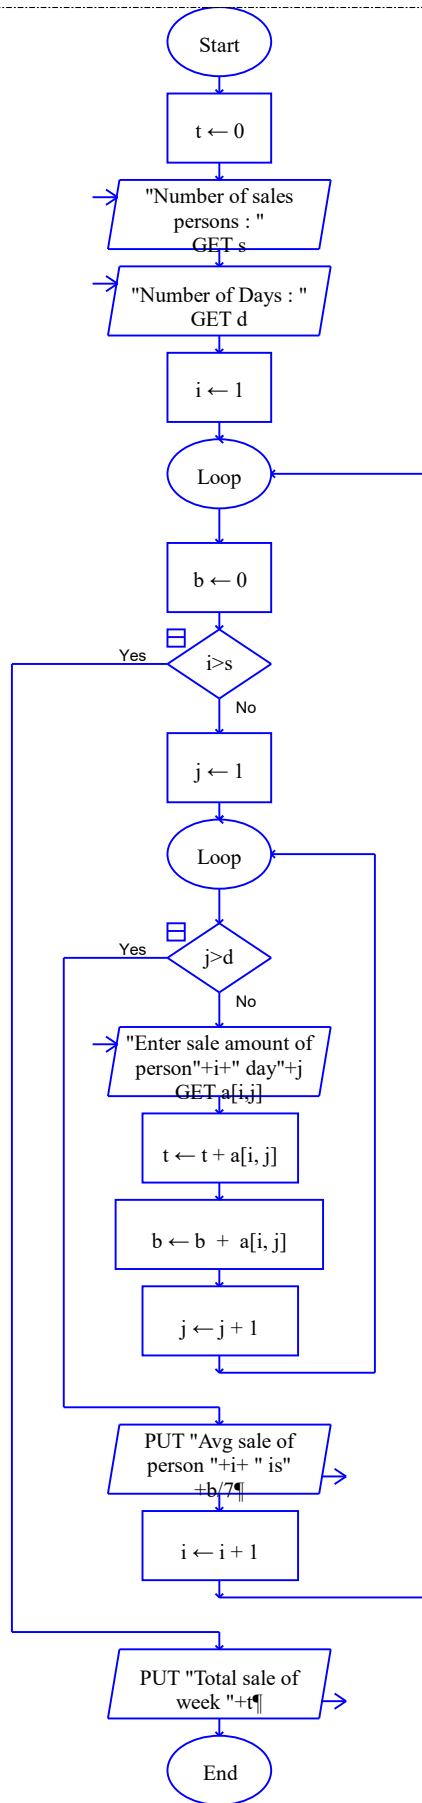 Start
t ← 0
"Number of sales
persons : "
GET s
"Number of Days : "
GET d
i ← 1
Loop
b ← 0
Yes
i>s
No
j ← 1
Loop
Yes
j>d
No
"Enter sale amount of
person"+i+" day"+j
GET a[i,j]
t ← t + a[i, j]
b ← b + a[i, j]
j ← j + 1
PUT "Avg sale of
person "+i+ " is"
+b/7¶
i ← i + 1
PUT "Total sale of
week "+t¶
End